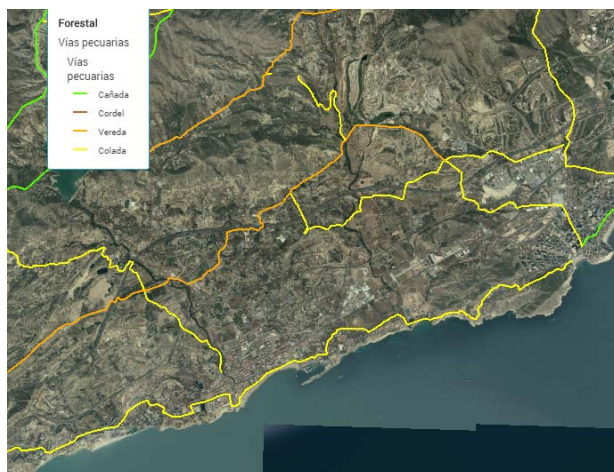 Forestal
Vías pecuarias
Vías
pecuarias
Cañada
Cordel
Vereda
Colada